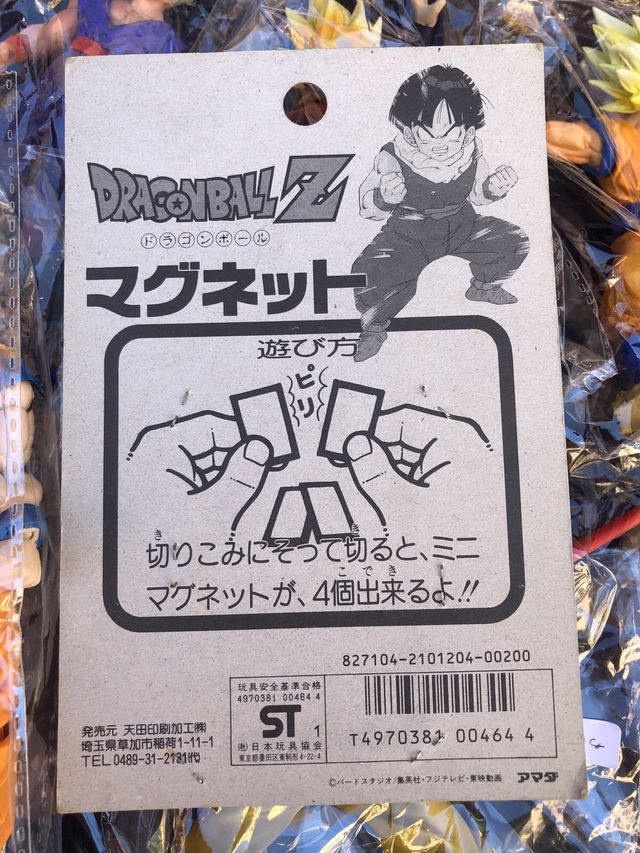 DRAGONBALL Z
ドラゴンボール
マグネット
遊び方
ピリ
切りこみにそって切ると、ミニ
マグネットが、4個出来るよ!!
827104-2101204-00200
玩具安全基準合格
4970381 00464 4
ST 1
(社)日本玩具協会
東京都墨田区東駒形4-22-4
T4970381 00464 4
発売元 天田印刷加工(株)
埼玉県草加市稲荷1-11-1
TEL 0489-31-2131(代)
©バードスタジオ/集英社・フジテレビ・東映動画 アマダ